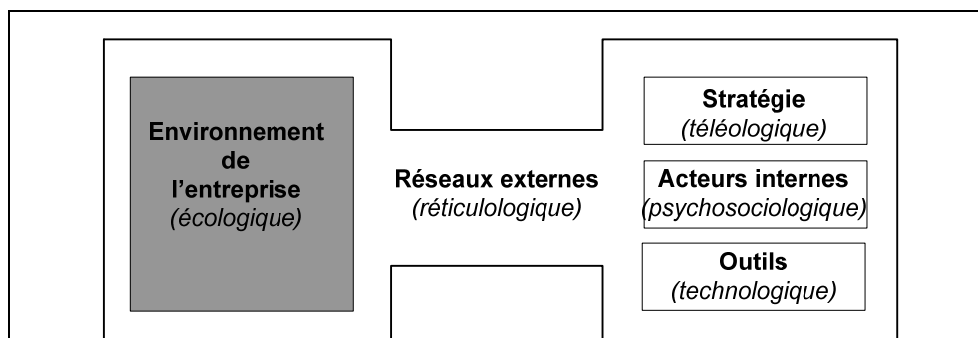 Environnement
de
l'entreprise
(écologique)
Réseaux externes
(réticulologique)
Stratégie
(téléologique)
Acteurs internes
(psychosociologique)
Outils
(technologique)